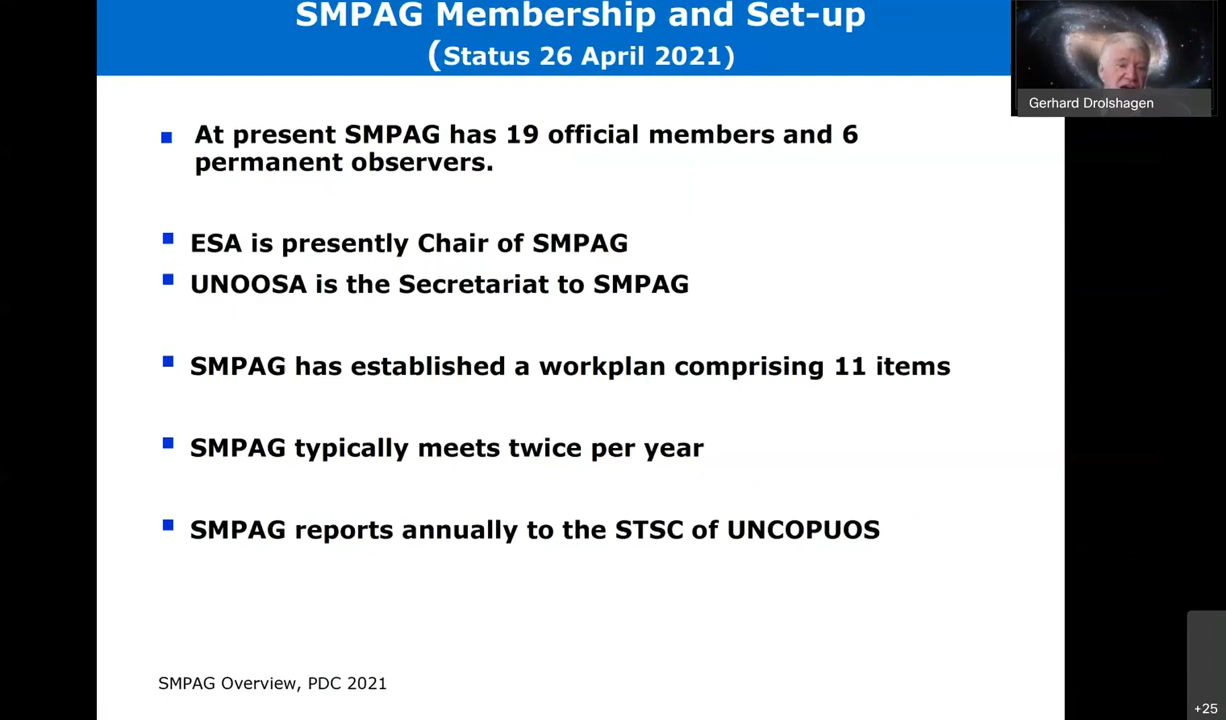 SMPAG Membership and Set-up
(Status 26 April 2021)
Gerhard Drolshagen
At present SMPAG has 19 official members and 6
permanent observers.
ESA is presently Chair of SMPAG
UNOOSA is the Secretariat to SMPAG
SMPAG has established a workplan comprising 11 items
SMPAG typically meets twice per year
SMPAG reports annually to the STSC of UNCOPUOS
SMPAG Overview, PDC 2021
+25